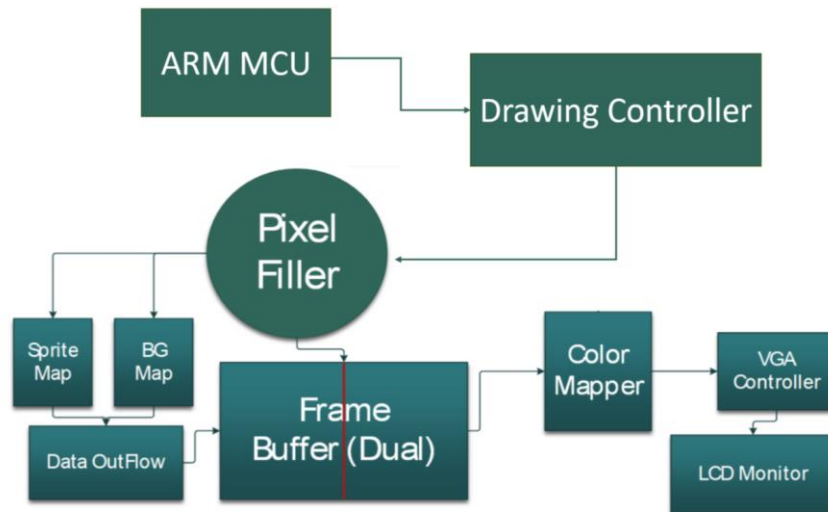 ARM MCU
Drawing Controller
Pixel
Filler
Sprite
Map
BG
Map
Color
Mapper
VGA
Controller
Frame
Buffer (Dual)
Data OutFlow
LCD Monitor